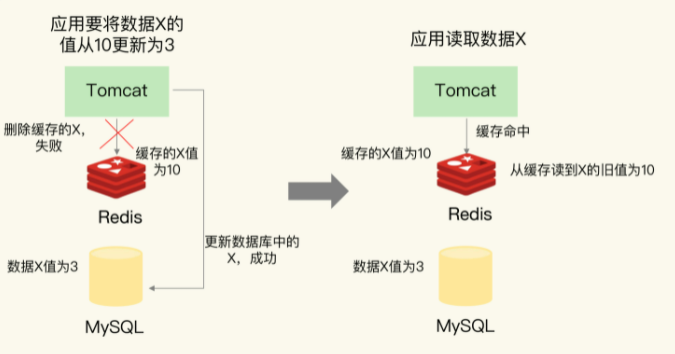 应用要将数据X的
值从10更新为3
Tomcat
删除缓存的X，
失败
缓存的X值
为10
Redis
更新数据库中的
X，成功
数据X值为3
MySQL
应用读取数据X
Tomcat
缓存命中
缓存的X值为10
从缓存读到X的旧值为10
Redis
数据X值为3
MySQL